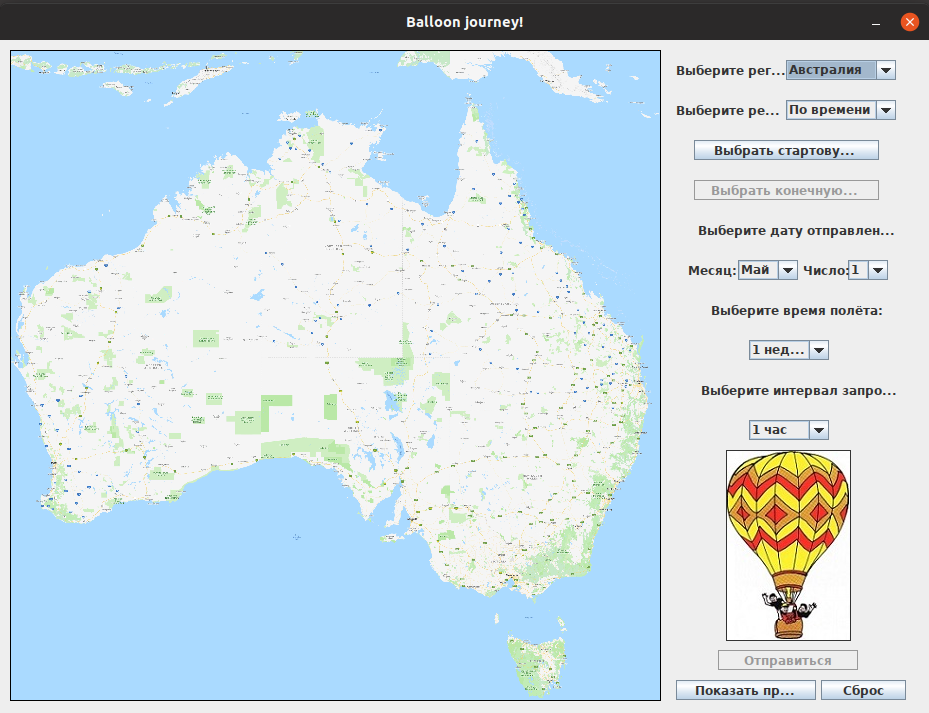 Balloon journey!
Выберите рег... Австралия
Выберите ре... По времени
Выбрать стартову...
Выбрать конечную...
Выберите дату отправлен...
Месяц: Май Число: 1
Выберите время полёта:
1 нед...
Выберите интервал запро...
1 час
Отправиться
Показать пр... Сброс